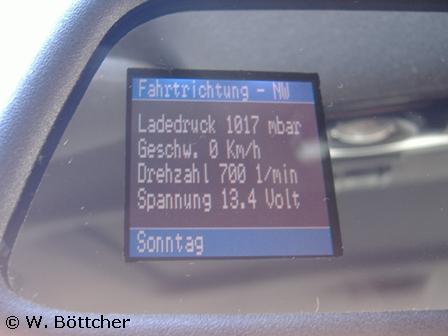 Fahrtrichtung - NW
Ladedruck 1017 mbar
Geschw. 0 Km/h
Drehzahl 700 1/min
Spannung 13.4 Volt
Sonntag
© W. Böttcher